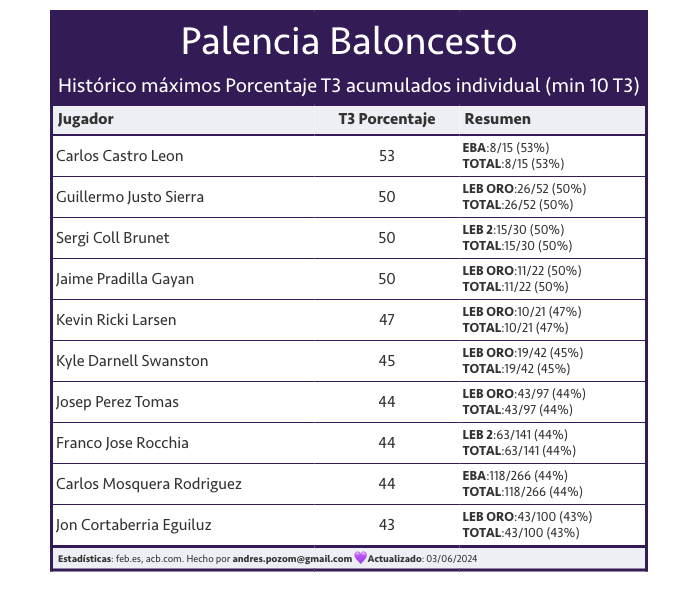 Palencia Baloncesto
Histórico máximos Porcentaje T3 acumulados individual (min 10 T3)
Jugador T3 Porcentaje Resumen
Carlos Castro Leon 53 EBA:8/15 (53%)
TOTAL:8/15 (53%)
Guillermo Justo Sierra 50 LEB ORO:26/52 (50%)
TOTAL:26/52 (50%)
Sergi Coll Brunet 50 LEB 2:15/30 (50%)
TOTAL:15/30 (50%)
Jaime Pradilla Gayan 50 LEB ORO:11/22 (50%)
TOTAL:11/22 (50%)
Kevin Ricki Larsen 47 LEB ORO:10/21 (47%)
TOTAL:10/21 (47%)
Kyle Darnell Swanston 45 LEB ORO:19/42 (45%)
TOTAL:19/42 (45%)
Josep Perez Tomas 44 LEB ORO:43/97 (44%)
TOTAL:43/97 (44%)
Franco Jose Rocchia 44 LEB 2:63/141 (44%)
TOTAL:63/141 (44%)
Carlos Mosquera Rodriguez 44 EBA:118/266 (44%)
TOTAL:118/266 (44%)
Jon Cortaberria Eguiluz 43 LEB ORO:43/100 (43%)
TOTAL:43/100 (43%)
Estadísticas: feb.es, acb.com. Hecho por andres.pozom@gmail.com 💜Actualizado: 03/06/2024